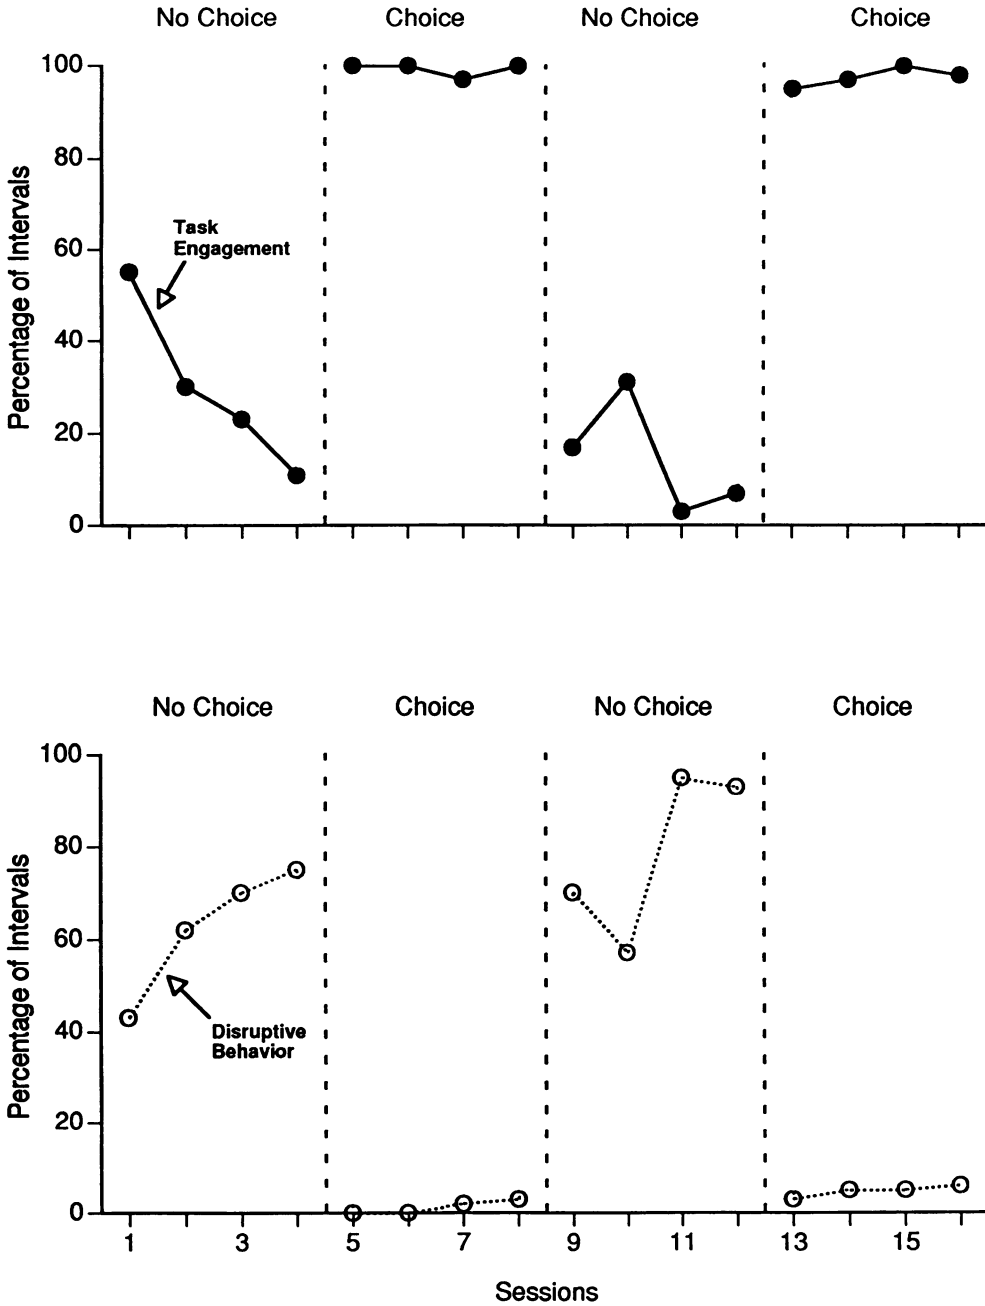 No Choice Choice No Choice Choice
100
80
60
40
20
0
Percentage of Intervals
Task
Engagement
No Choice Choice No Choice Choice
100
80
60
40
20
0
Percentage of Intervals
Disruptive
Behavior
1 3 5 7 9 11 13 15
Sessions